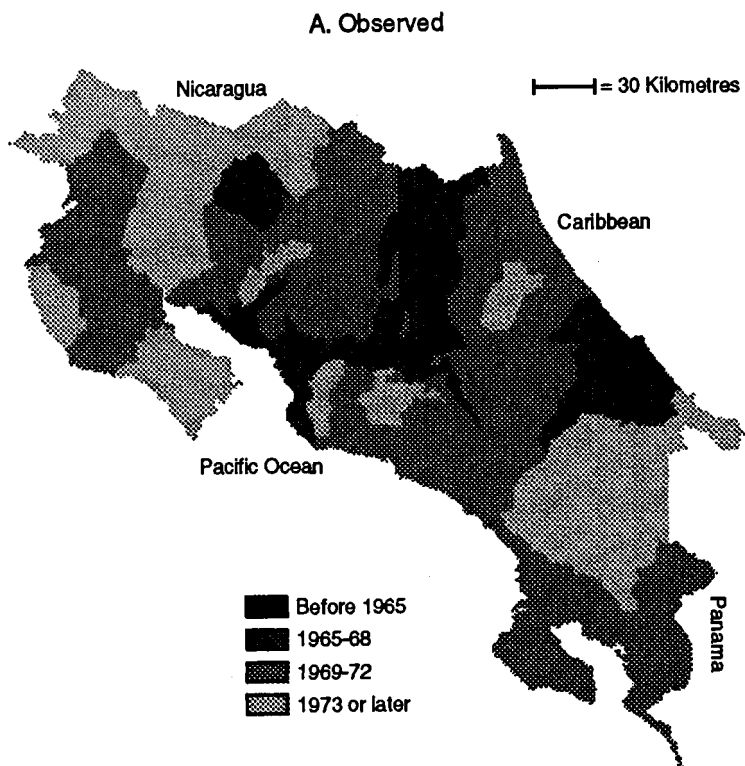 A. Observed
Nicaragua
= 30 Kilometres
Caribbean
Pacific Ocean
Before 1965
1965-68
1969-72
1973 or later
Panama